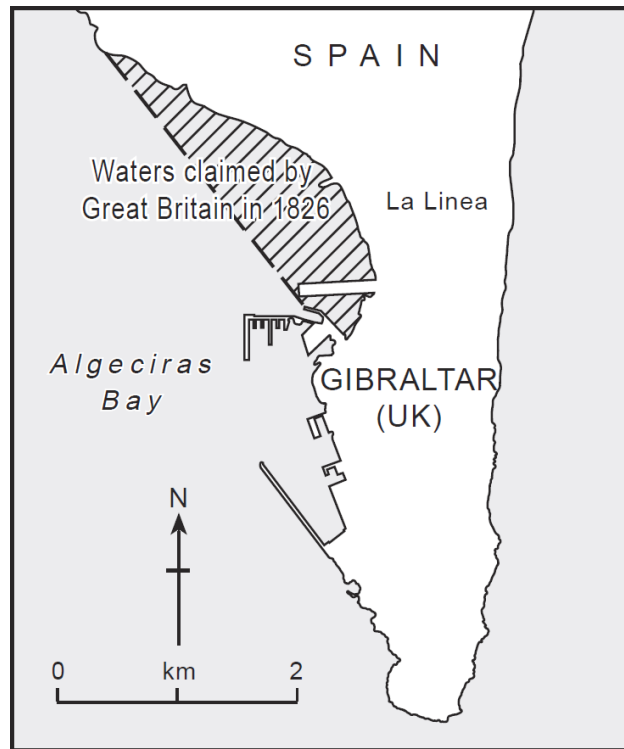 SPAIN
Waters claimed by
Great Britain in 1826
La Linea
Algeciras
Bay
GIBRALTAR
(UK)
N
0 km 2